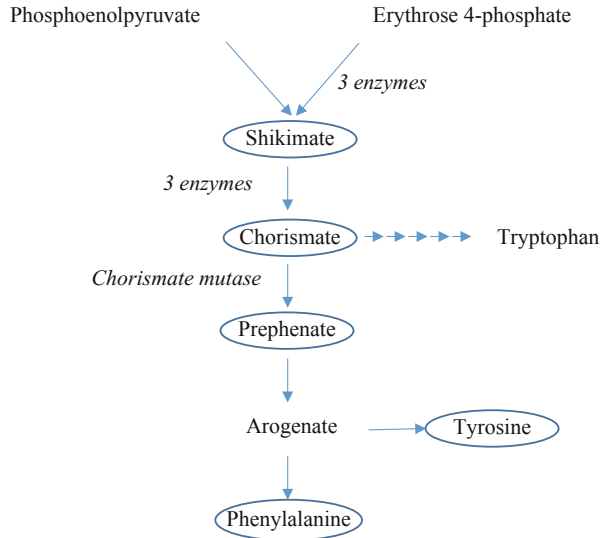 Phosphoenolpyruvate
Erythrose 4-phosphate
3 enzymes
Shikimate
3 enzymes
Chorismate
Tryptophan
Chorismate mutase
Prephenate
Arogenate
Tyrosine
Phenylalanine